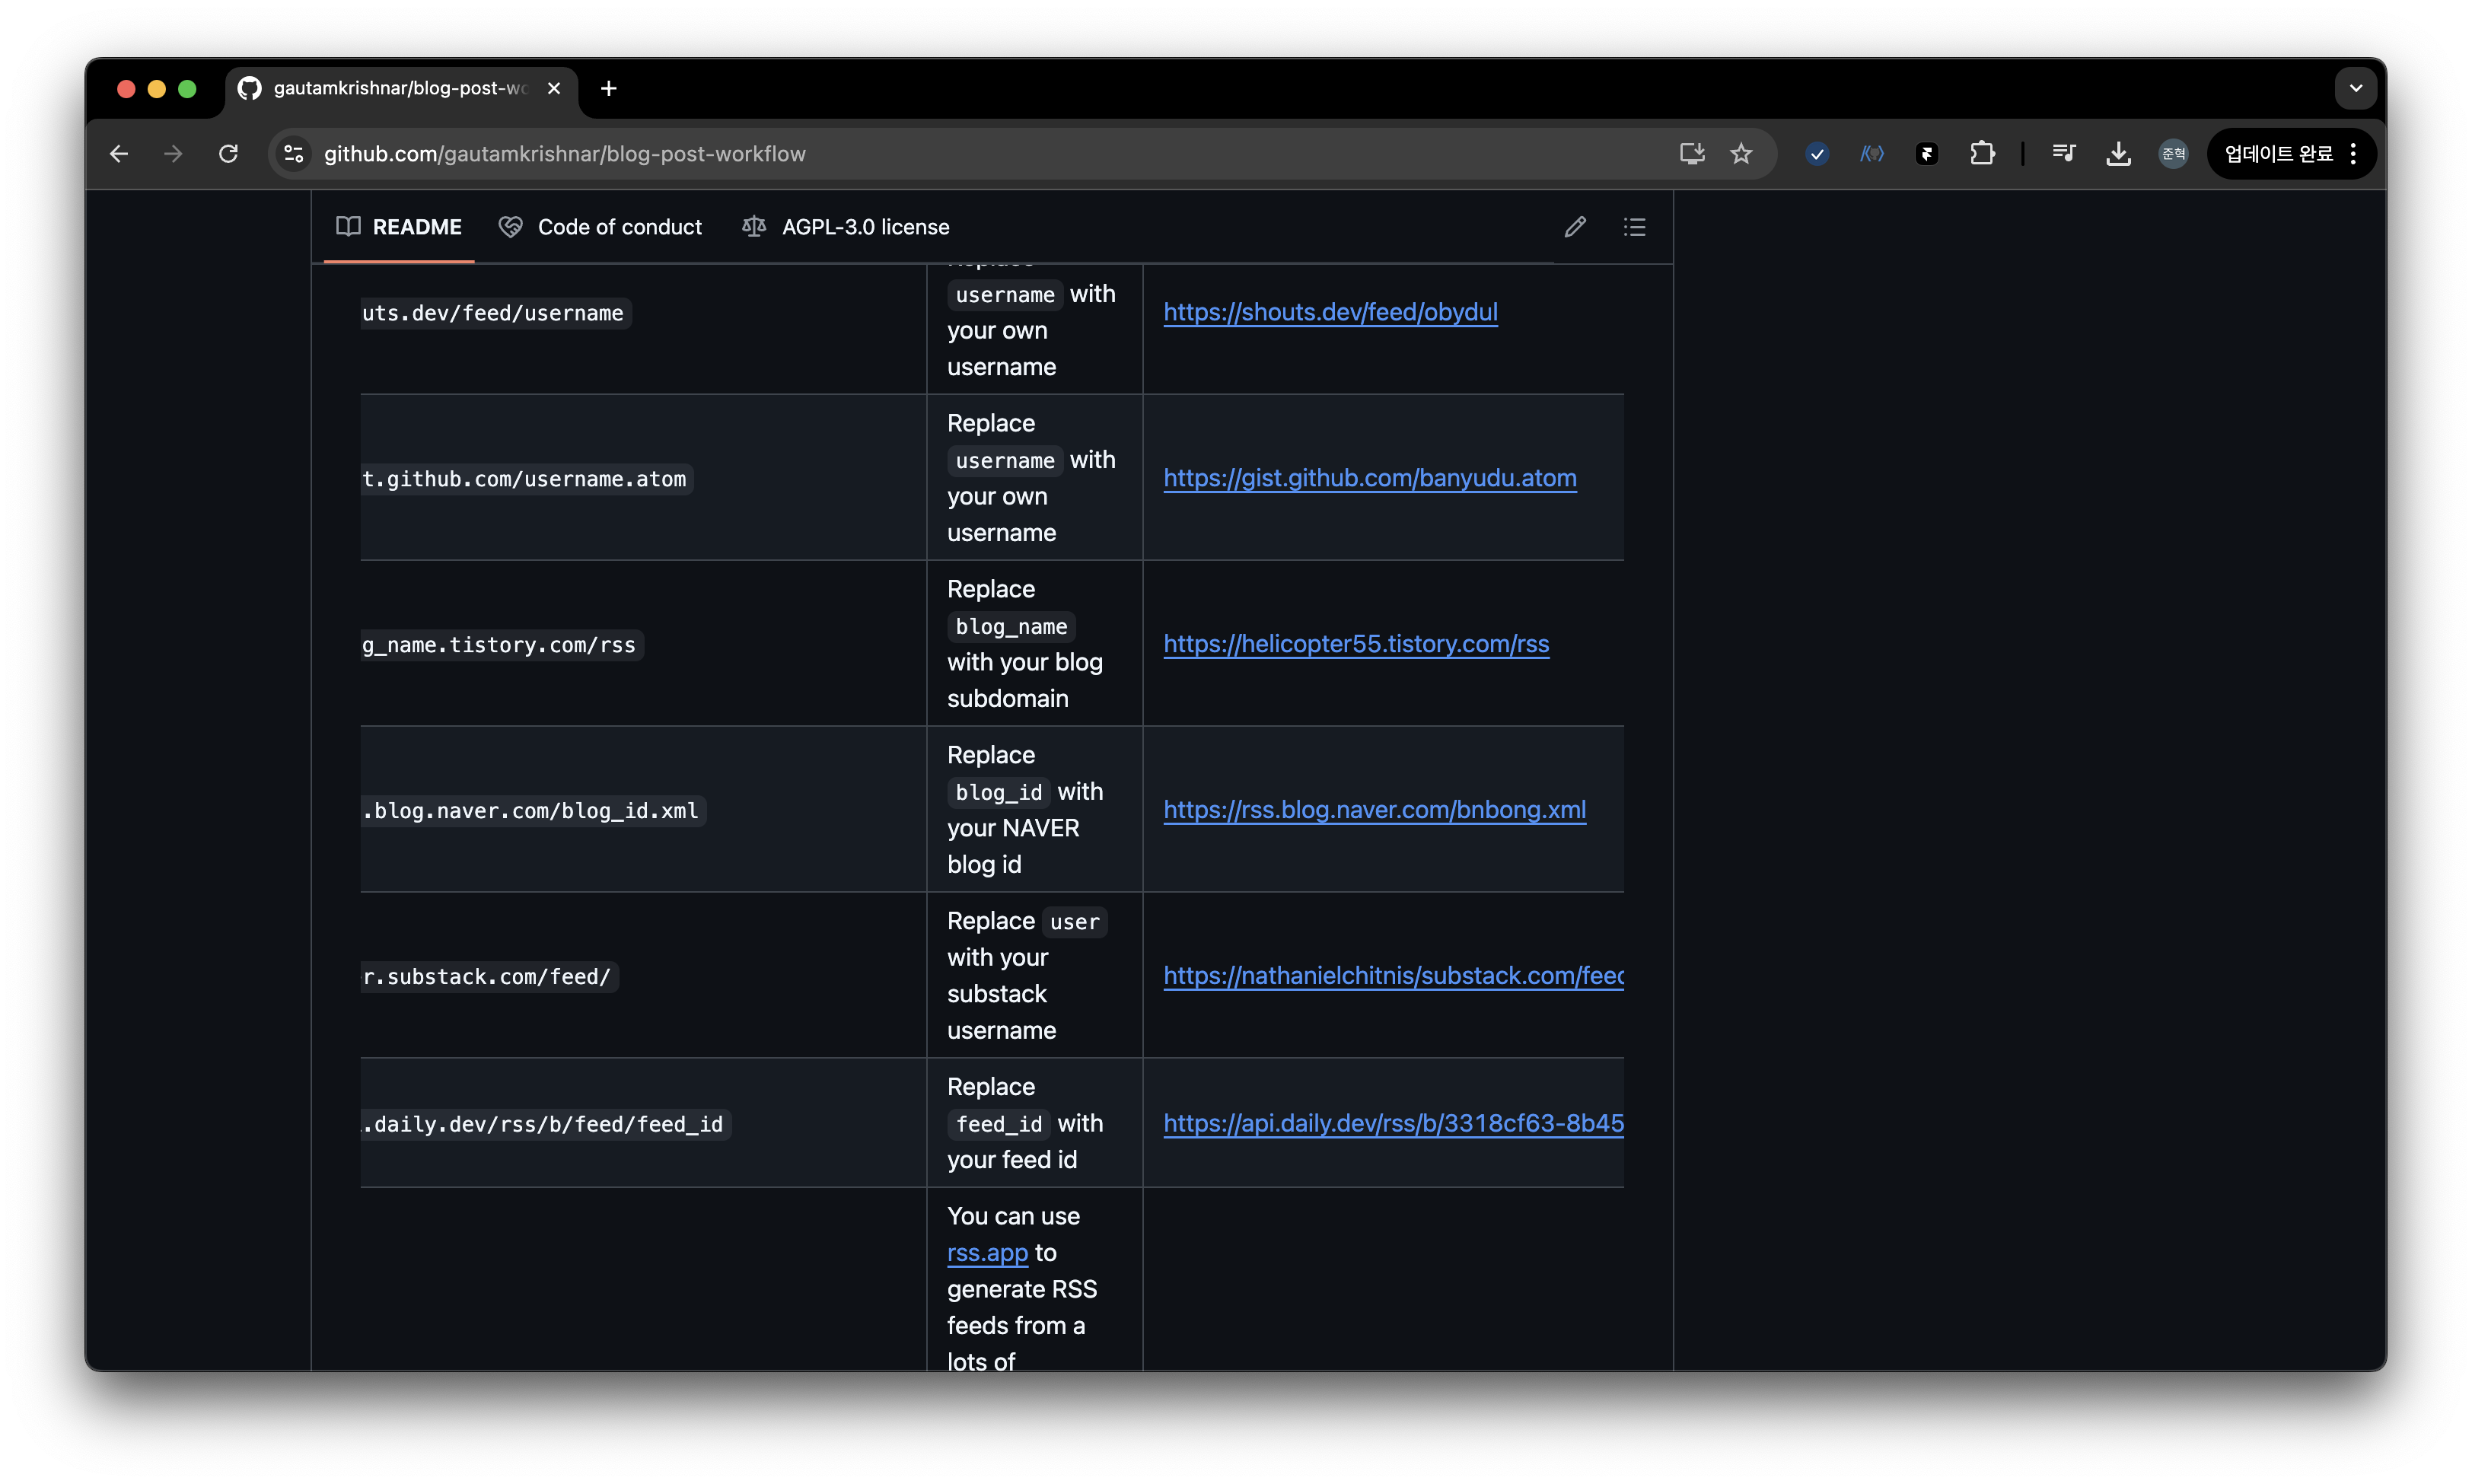 gautamkrishnar/blog-post-wo
github.com/gautamkrishnar/blog-post-workflow
준혁
업데이트 완료
README
Code of conduct
AGPL-3.0 license
uts.dev/feed/username
Replace
username with
your own
username
https://shouts.dev/feed/obydul
t.github.com/username.atom
Replace
username with
your own
username
https://gist.github.com/banyudu.atom
g_name.tistory.com/rss
Replace
blog_name
with your blog
subdomain
https://helicopter55.tistory.com/rss
.blog.naver.com/blog_id.xml
Replace
blog_id with
your NAVER
blog id
https://rss.blog.naver.com/bnbong.xml
r.substack.com/feed/
Replace user
with your
substack
username
https://nathanielchitnis/substack.com/feed
.daily.dev/rss/b/feed/feed_id
Replace
feed_id with
your feed id
https://api.daily.dev/rss/b/3318cf63-8b45
You can use
rss.app to
generate RSS
feeds from a
lots of